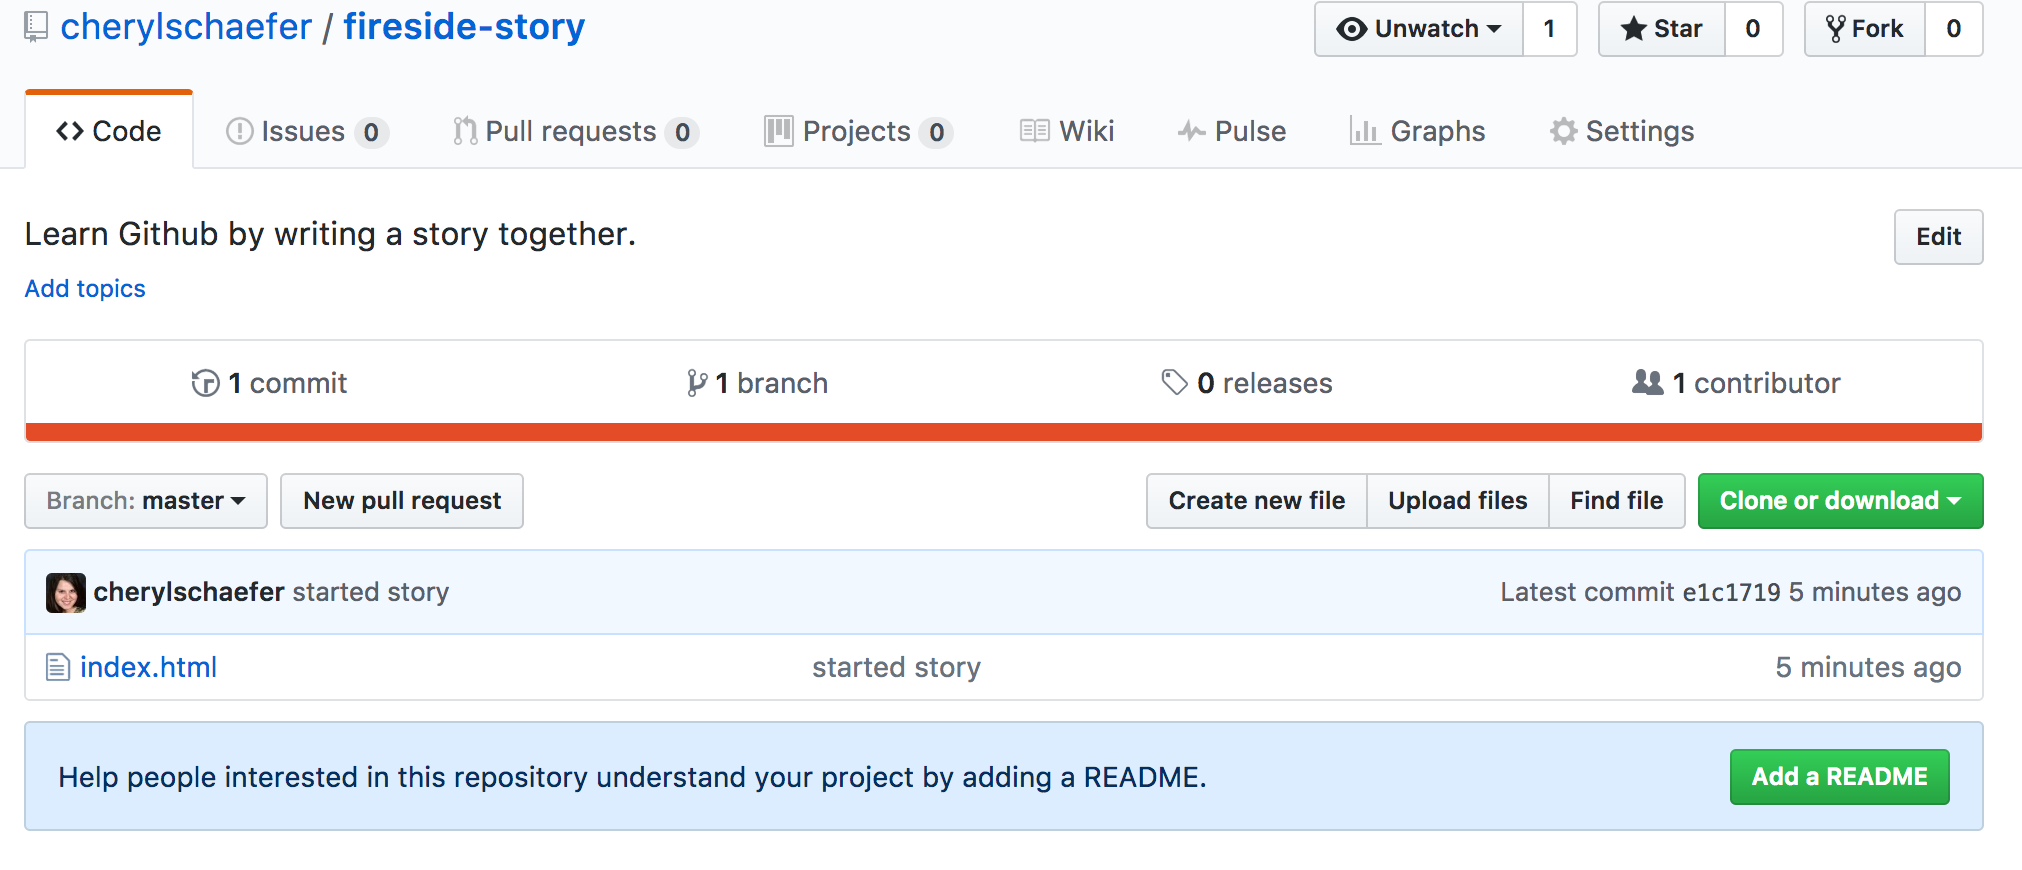 cherylschaefer / fireside-story Unwatch 1 Star 0 Fork 0
Code Issues 0 Pull requests 0 Projects 0 Wiki Pulse Graphs Settings
Learn Github by writing a story together. Edit
Add topics
1 commit 1 branch 0 releases 1 contributor
Branch: master New pull request Create new file Upload files Find file Clone or download
cherylschaefer started story Latest commit e1c1719 5 minutes ago
index.html started story 5 minutes ago
Help people interested in this repository understand your project by adding a README. Add a README